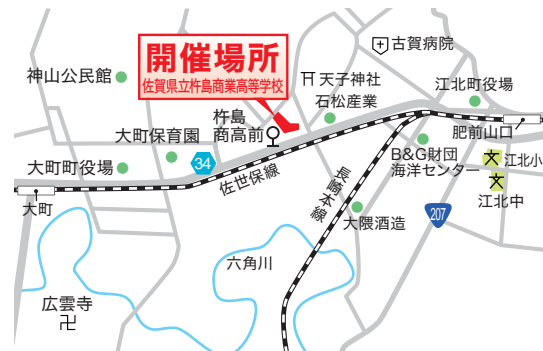 開催場所
佐賀県立杵島商業高等学校
古賀病院
神山公民館
天子神社
江北町役場
石松産業
杵島
商高前
大町保育園
肥前山口
34
B&G財団
海洋センター
江北小
大町町役場
佐世保線
長崎本線
江北中
大町
大隈酒造
207
六角川
広雲寺